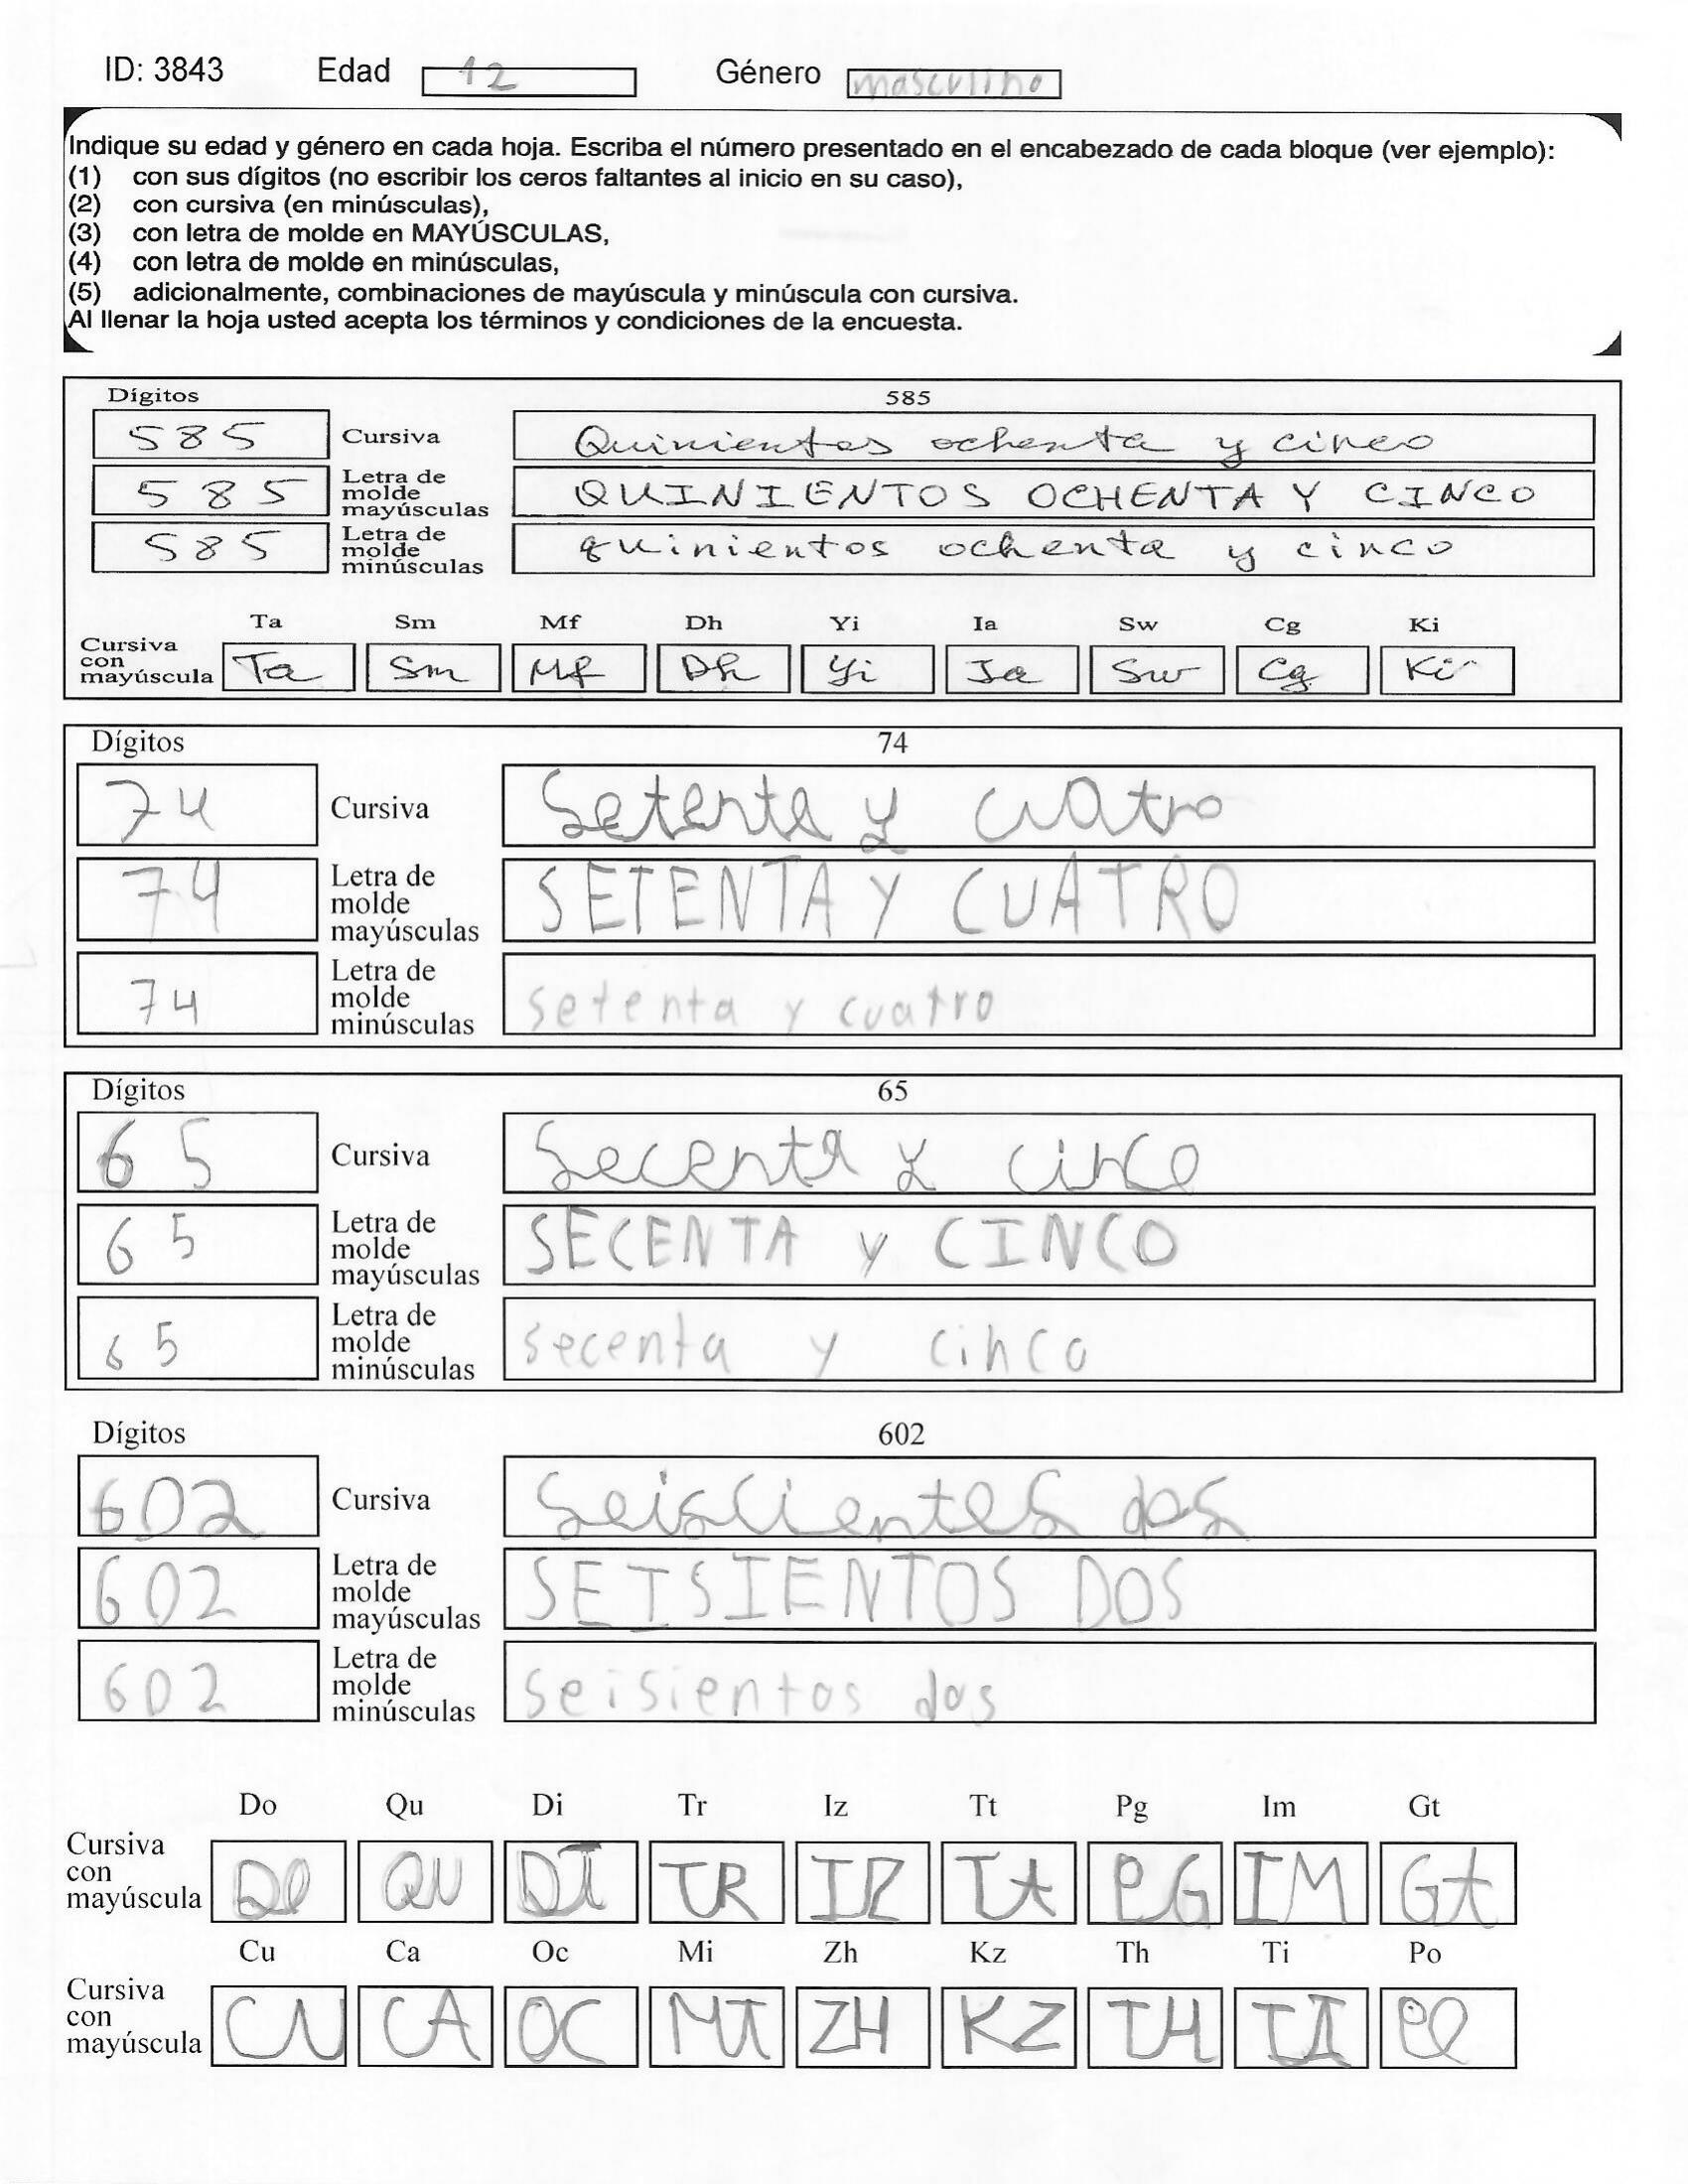 ID: 3843 Edad 12 Género masculino
Indique su edad y género en cada hoja. Escriba el número presentado en el encabezado de cada bloque (ver ejemplo):
(1) con sus dígitos (no escribir los ceros faltantes al inicio en su caso),
(2) con cursiva (en minúsculas),
(3) con letra de molde en MAYÚSCULAS,
(4) con letra de molde en minúsculas,
(5) adicionalmente, combinaciones de mayúscula y minúscula con cursiva.
Al llenar la hoja usted acepta los términos y condiciones de la encuesta.
Dígitos 585
585 Cursiva Quinientos ochenta y cinco
585 Letra de molde mayúsculas QUINIENTOS OCHENTA Y CINCO
585 Letra de molde minúsculas quinientos ochenta y cinco
Ta Sm Mf Dh Yi Ia Sw Cg Ki
Cursiva con mayúscula Ta Sm Mf Dh Yi Ia Sw Cg Ki
Dígitos 74
74 Cursiva Setenta y cuatro
74 Letra de molde mayúsculas SETENTA Y CUATRO
74 Letra de molde minúsculas setenta y cuatro
Dígitos 65
65 Cursiva Secenta y cinco
65 Letra de molde mayúsculas SECENTA y CINCO
65 Letra de molde minúsculas secenta y cinco
Dígitos 602
602 Cursiva Seiscientos dos
602 Letra de molde mayúsculas SEISIENTOS DOS
602 Letra de molde minúsculas seisientos dos
Do Qu Di Tr Iz Tt Pg Im Gt
Cursiva con mayúscula DO QU DI TR IZ Tt PG IM Gt
Cu Ca Oc Mi Zh Kz Th Ti Po
Cursiva con mayúscula CU CA OC MI ZH KZ TH TI PO